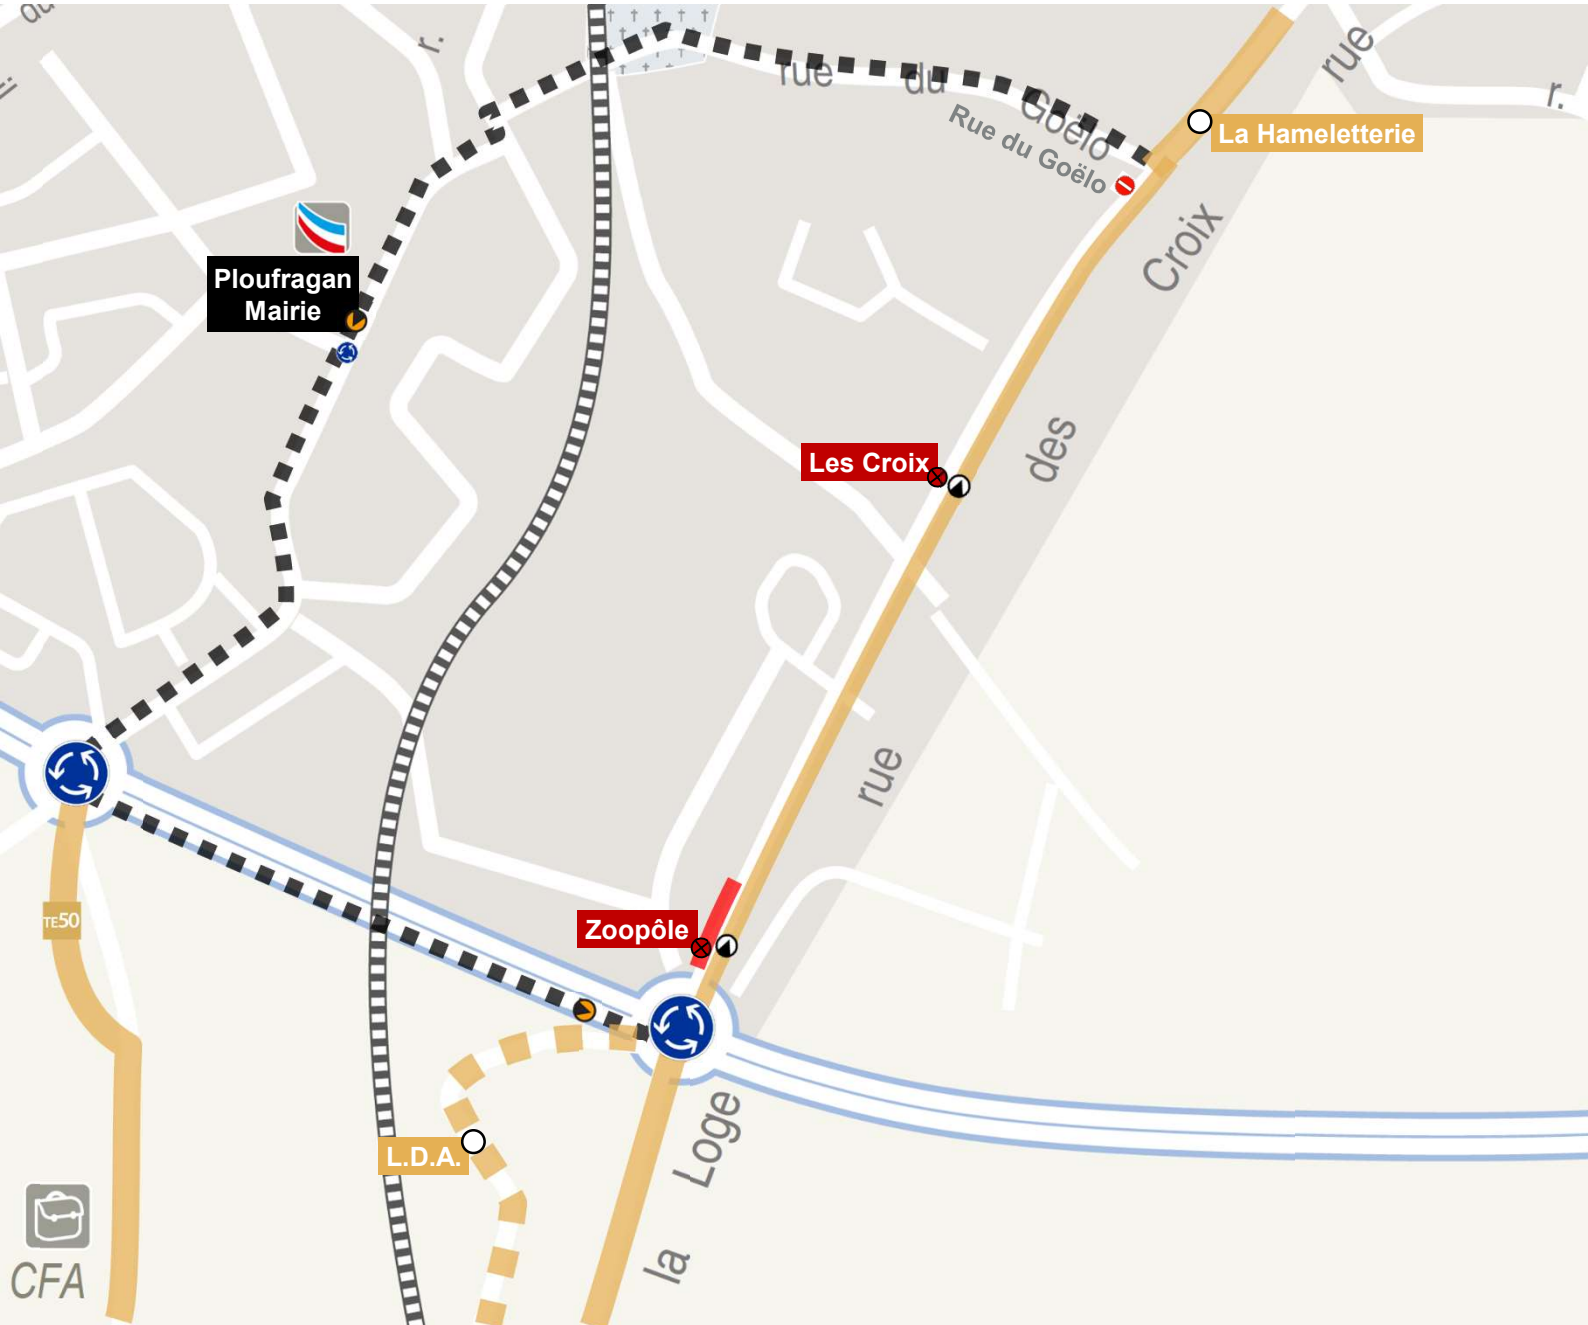 du
r.
rue
rue du Goëlo
Rue du Goëlo
La Hameletterie
r.
Croix
Ploufragan
Mairie
des
Les Croix
rue
TE50
Zoopôle
Loge
L.D.A.
la
CFA